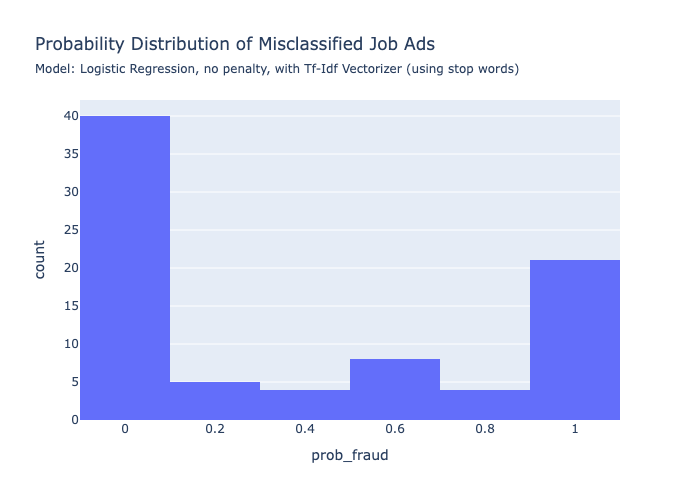 Probability Distribution of Misclassified Job Ads
Model: Logistic Regression, no penalty, with Tf-Idf Vectorizer (using stop words)
40
35
30
25
20
15
10
5
0
count
0 0.2 0.4 0.6 0.8 1
prob_fraud